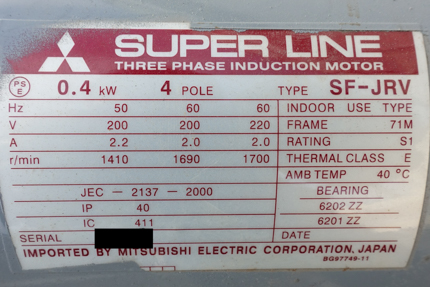 SUPER LINE
THREE PHASE INDUCTION MOTOR
PS E 0.4 kW 4 POLE TYPE SF-JRV
Hz 50 60 60 INDOOR USE TYPE
V 200 200 220 FRAME 71M
A 2.2 2.0 2.0 RATING S1
r/min 1410 1690 1700 THERMAL CLASS E
AMB TEMP 40 °C
JEC — 2137 — 2000 BEARING
IP 40 6202 ZZ
IC 411 6201 ZZ
SERIAL DATE
IMPORTED BY MITSUBISHI ELECTRIC CORPORATION, JAPAN
BG97749-11